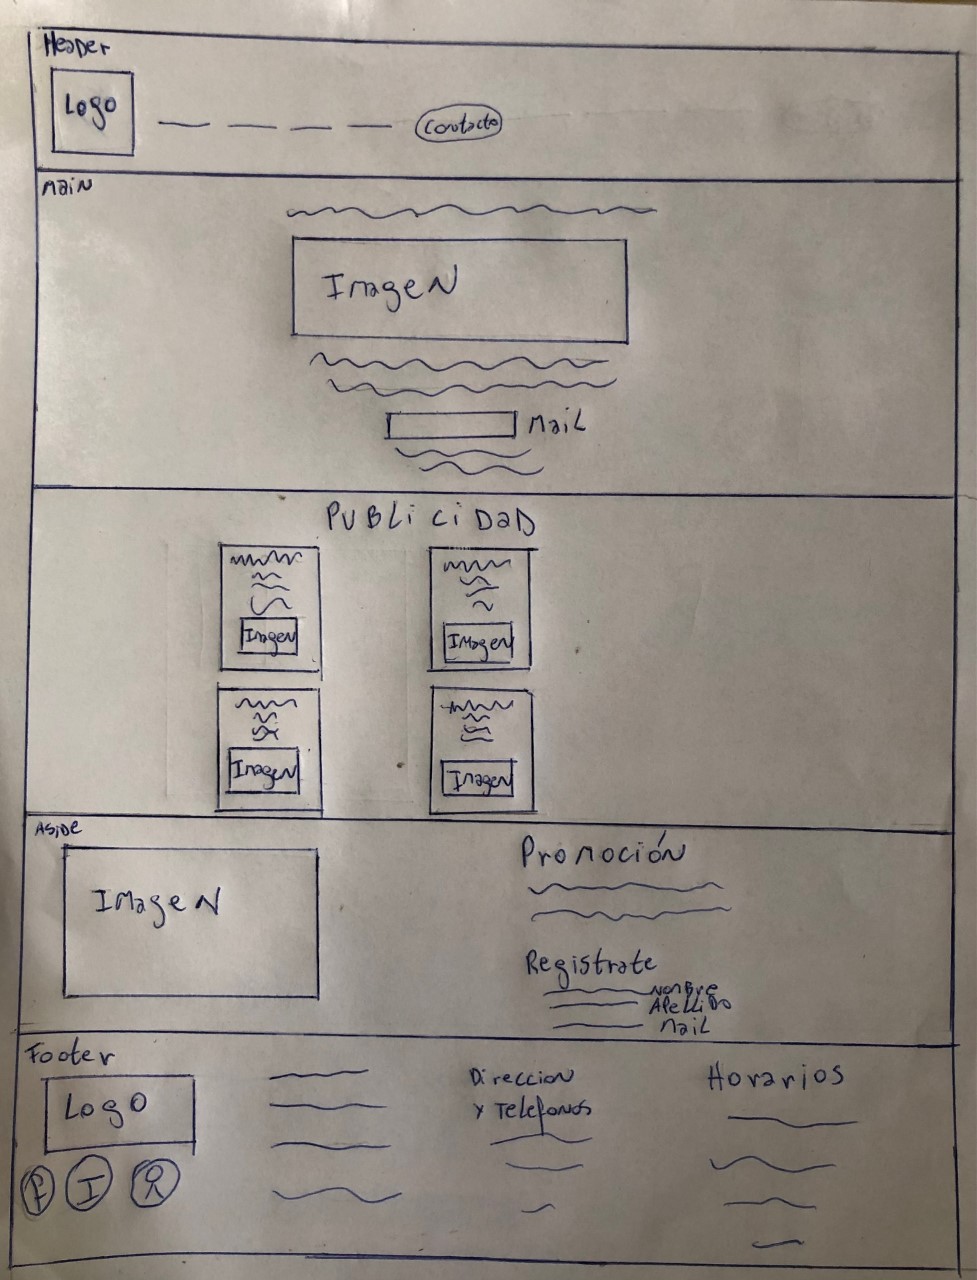 Header
Logo
Contacto
Main
Imagen
Mail
PUBLICIDAD
Imagen
Imagen
Imagen
Imagen
Aside
Imagen
Promoción
Registrate
Nombre
Apellido
Mail
Footer
Logo
F I
Direccion
y Telefonos
Horarios